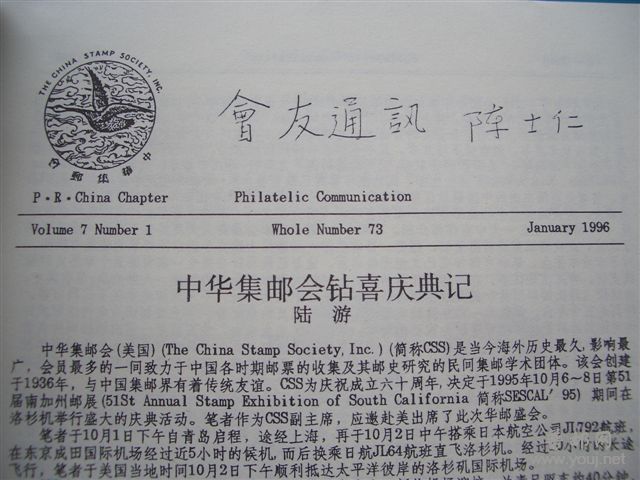 THE CHINA STAMP SOCIETY, INC.
會友通訊 陈士仁
會郵集華中
P·R·China Chapter Philatelic Communication
Volume 7 Number 1 Whole Number 73 January 1996
中华集邮会钻喜庆典记
陆 游
中华集邮会(美国)(The China Stamp Society, Inc.)(简称CSS)是当今海外历史最久,影响最
广,会员最多的一同致力于中国各时期邮票的收集及其邮史研究的民间集邮学术团体。该会创建
于1936年,与中国集邮界有着传统友谊。CSS为庆祝成立六十周年,决定于1995年10月6—8日第51
届南加州邮展(51St Annual Stamp Exhibition of South California 简称SESCAL'95)期间在
洛杉机举行盛大的庆典活动。笔者作为CSS副主席,应邀赴美出席了此次华邮盛会。
笔者于10月1日下午自青岛启程,途经上海,再于10月2日中午搭乘日本航空公司JL792航班,
在东京成田国际机场经过近5小时的候机,而后换乘日航JL64航班直飞洛杉机。经过9小时的长途
飞行,笔者于美国当地时间10月2日下午顺利抵达太平洋彼岸的洛杉矶国际机场。